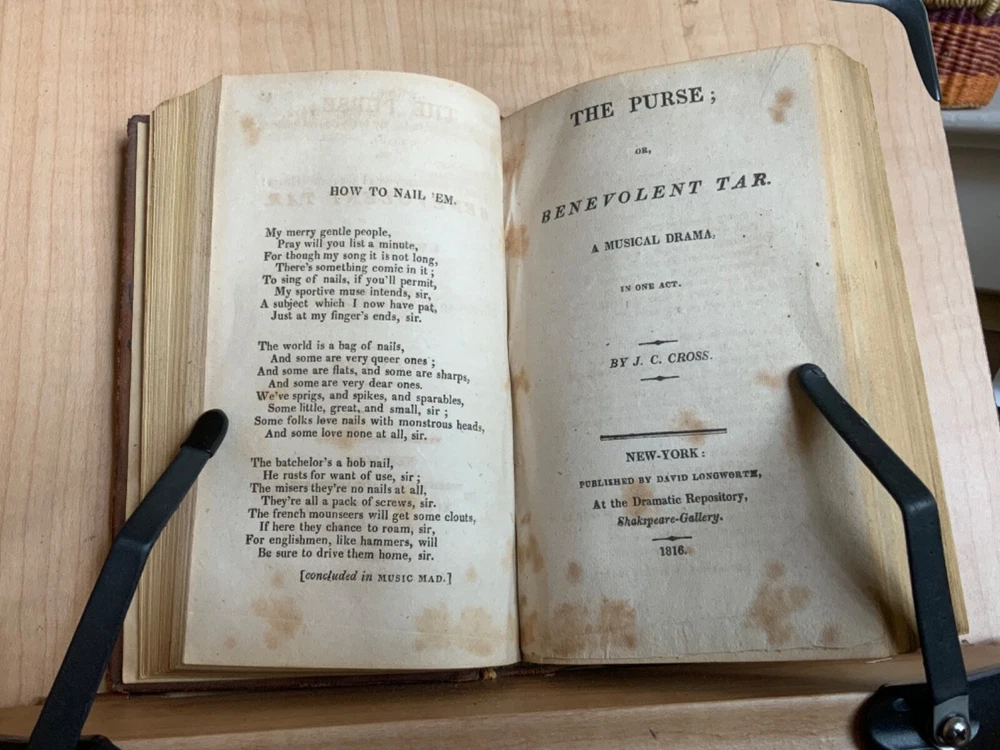 HOW TO NAIL 'EM.
My merry gentle people,
Pray will you list a minute,
For though my song it is not long,
There's something comic in it ;
To sing of nails, if you'll permit,
My sportive muse intends, sir,
A subject which I now have pat,
Just at my finger's ends, sir.
The world is a bag of nails,
And some are very queer ones ;
And some are flats, and some are sharps,
And some are very dear ones.
We've sprigs, and spikes, and sparables,
Some little, great, and small, sir ;
Some folks love nails with monstrous heads,
And some love none at all, sir.
The batchelor's a hob nail,
He rusts for want of use, sir ;
The misers they're no nails at all,
They're all a pack of screws, sir.
The french mounseers will get some clouts,
If here they chance to roam, sir,
For englishmen, like hammers, will
Be sure to drive them home, sir.
[concluded in MUSIC MAD.]
THE PURSE ;
OR,
BENEVOLENT TAR.
A MUSICAL DRAMA,
IN ONE ACT.
BY J. C. CROSS.
NEW-YORK :
PUBLISHED BY DAVID LONGWORTH,
At the Dramatic Repository,
Shakspeare-Gallery.
1816.